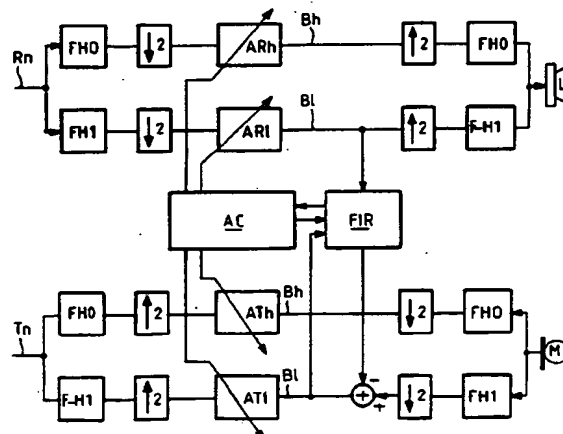 Bh
FH0 ↓2 ARh ↑2 FH0
Rn
L
Bl
FH1 ↓2 ARl ↑2 F-H1
AC FIR
Bh
FH0 ↑2 ATh ↓2 FH0
Tn
M
Bl
-
F-H1 ↑2 ATl + ↓2 FH1
+